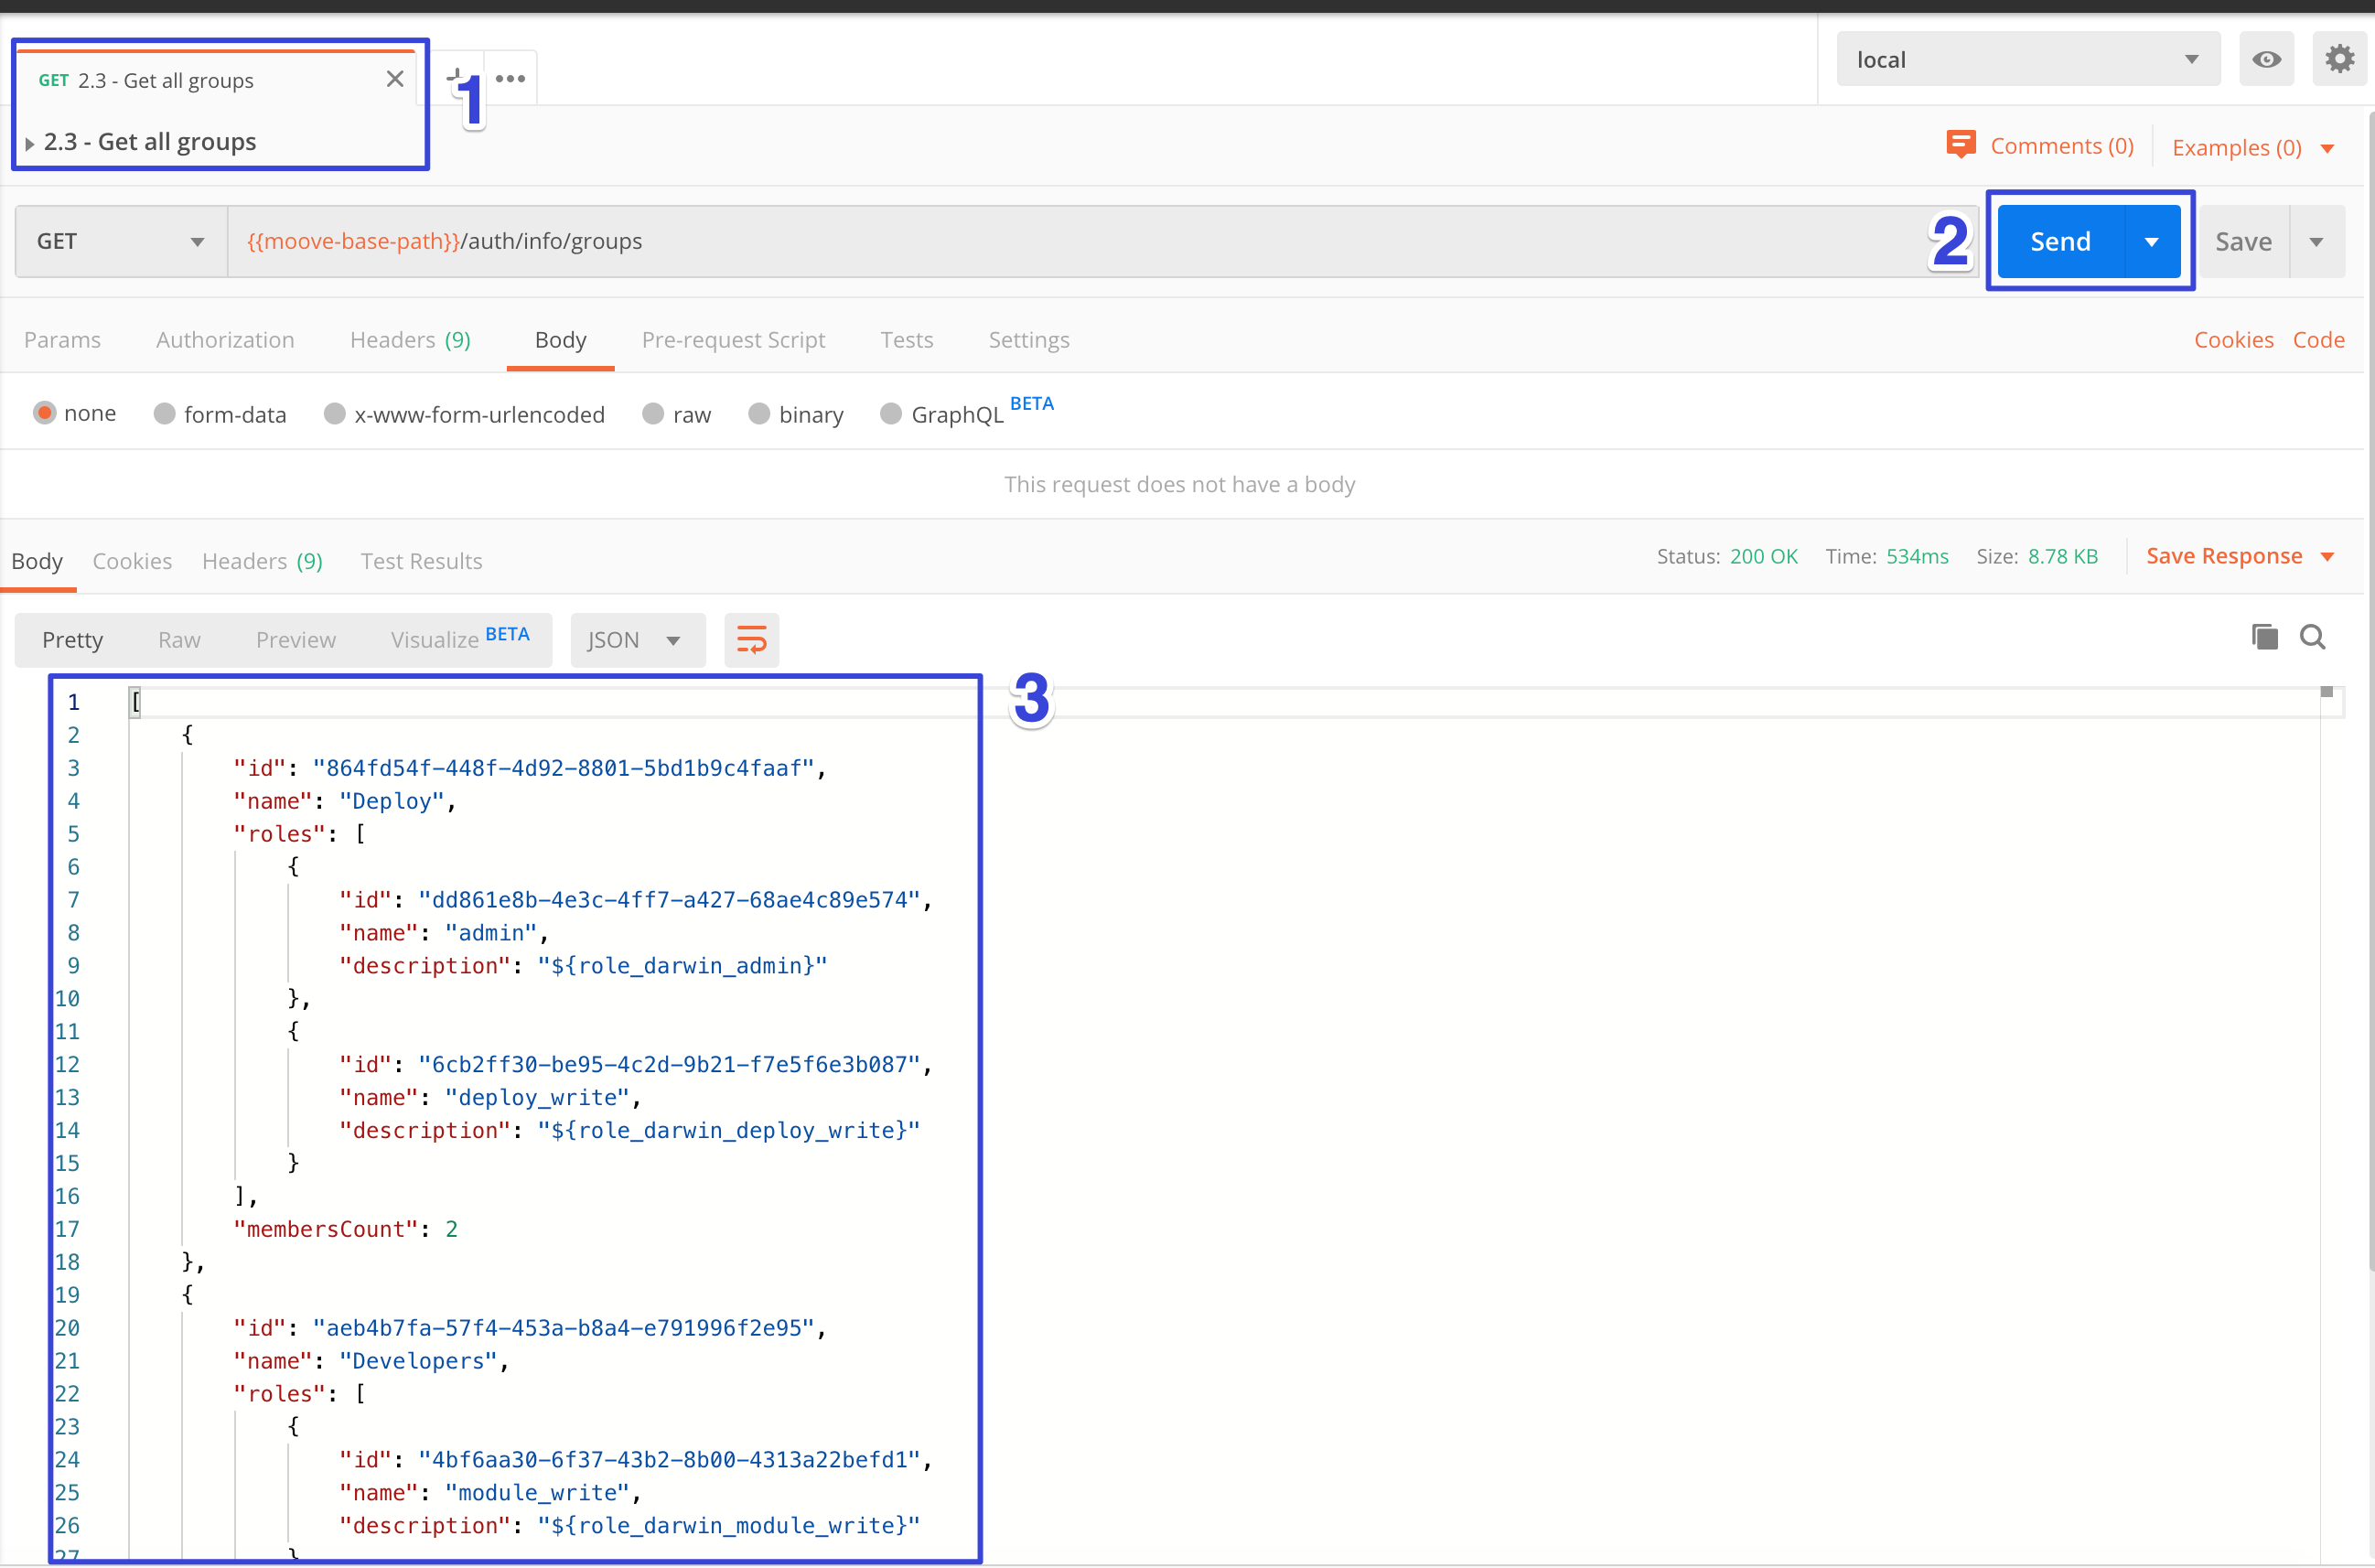 GET 2.3 - Get all groups
1
local
2.3 - Get all groups
Comments (0)
Examples (0)
GET
{{moove-base-path}}/auth/info/groups
2
Send
Save
Params Authorization Headers (9) Body Pre-request Script Tests Settings
Cookies Code
none form-data x-www-form-urlencoded raw binary GraphQL BETA
This request does not have a body
Body Cookies Headers (9) Test Results
Status: 200 OK Time: 534ms Size: 8.78 KB Save Response
Pretty Raw Preview Visualize BETA JSON
3
1 [
2 {
3 "id": "864fd54f-448f-4d92-8801-5bd1b9c4faaf",
4 "name": "Deploy",
5 "roles": [
6 {
7 "id": "dd861e8b-4e3c-4ff7-a427-68ae4c89e574",
8 "name": "admin",
9 "description": "${role_darwin_admin}"
10 },
11 {
12 "id": "6cb2ff30-be95-4c2d-9b21-f7e5f6e3b087",
13 "name": "deploy_write",
14 "description": "${role_darwin_deploy_write}"
15 }
16 ],
17 "membersCount": 2
18 },
19 {
20 "id": "aeb4b7fa-57f4-453a-b8a4-e791996f2e95",
21 "name": "Developers",
22 "roles": [
23 {
24 "id": "4bf6aa30-6f37-43b2-8b00-4313a22befd1",
25 "name": "module_write",
26 "description": "${role_darwin_module_write}"
27 }